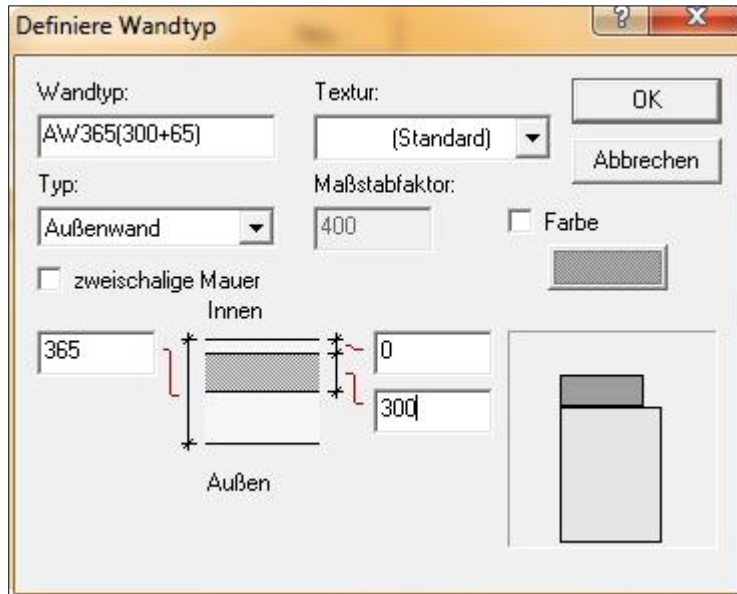 Definiere Wandtyp
Wandtyp:
Textur:
OK
AW365(300+65)
(Standard)
Abbrechen
Typ:
Maßstabfaktor:
Außenwand
400
Farbe
zweischalige Mauer
Innen
365
0
300
Außen